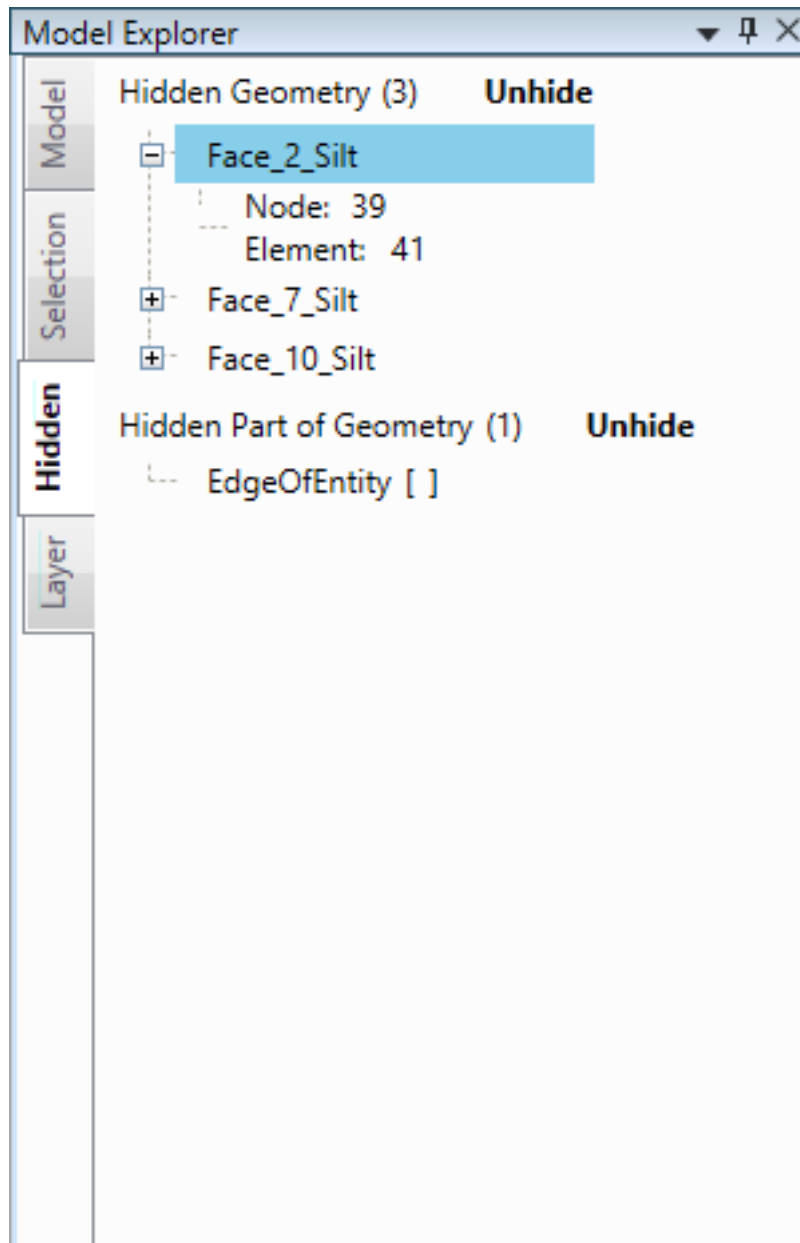 Model Explorer
Model
Selection
Hidden
Layer
Hidden Geometry (3) Unhide
Face_2_Silt
Node: 39
Element: 41
Face_7_Silt
Face_10_Silt
Hidden Part of Geometry (1) Unhide
EdgeOfEntity [ ]